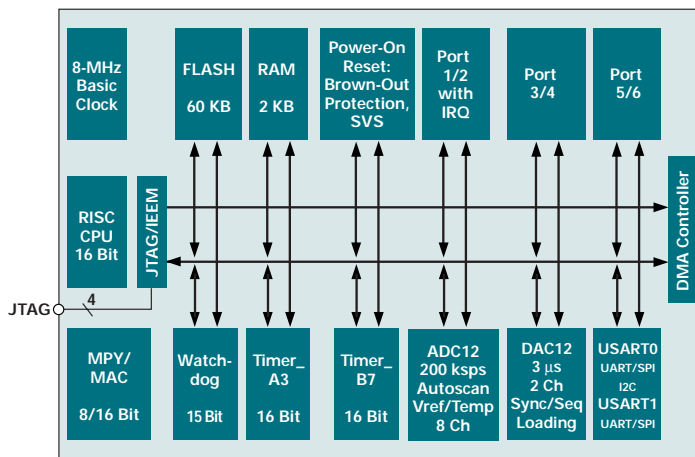 8-MHz
Basic
Clock
FLASH
60 KB
RAM
2 KB
Power-On
Reset:
Brown-Out
Protection,
SVS
Port
1/2
with
IRQ
Port
3/4
Port
5/6
RISC
CPU
16 Bit
JTAG/IEEM
DMA Controller
JTAG
4
MPY/
MAC
8/16 Bit
Watch-
dog
15 Bit
Timer_
A3
16 Bit
Timer_
B7
16 Bit
ADC12
200 ksps
Autoscan
Vref/Temp
8 Ch
DAC12
3 μs
2 Ch
Sync/Seq
Loading
USART0
UART/SPI
I2C
USART1
UART/SPI